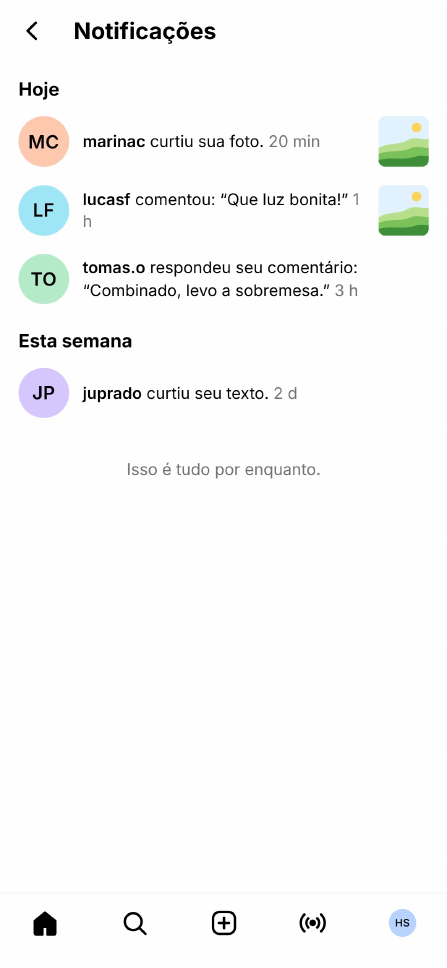 Notificações
Hoje
MC
marinac curtiu sua foto. 20 min
LF
lucasf comentou: “Que luz bonita!” 1
h
TO
tomas.o respondeu seu comentário:
“Combinado, levo a sobremesa.” 3 h
Esta semana
JP
juprado curtiu seu texto. 2 d
Isso é tudo por enquanto.
HS